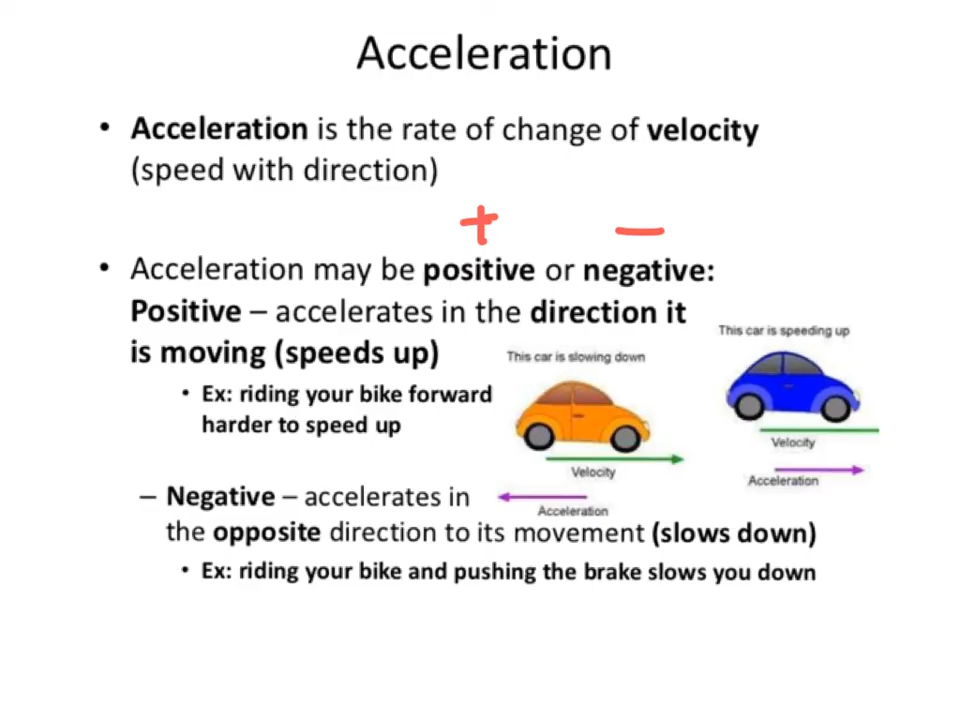 Acceleration
• Acceleration is the rate of change of velocity
(speed with direction)
+ −
• Acceleration may be positive or negative:
Positive – accelerates in the direction it
is moving (speeds up)
This car is speeding up
This car is slowing down
• Ex: riding your bike forward
harder to speed up
Velocity
Velocity
Acceleration
– Negative – accelerates in
Acceleration
the opposite direction to its movement (slows down)
• Ex: riding your bike and pushing the brake slows you down